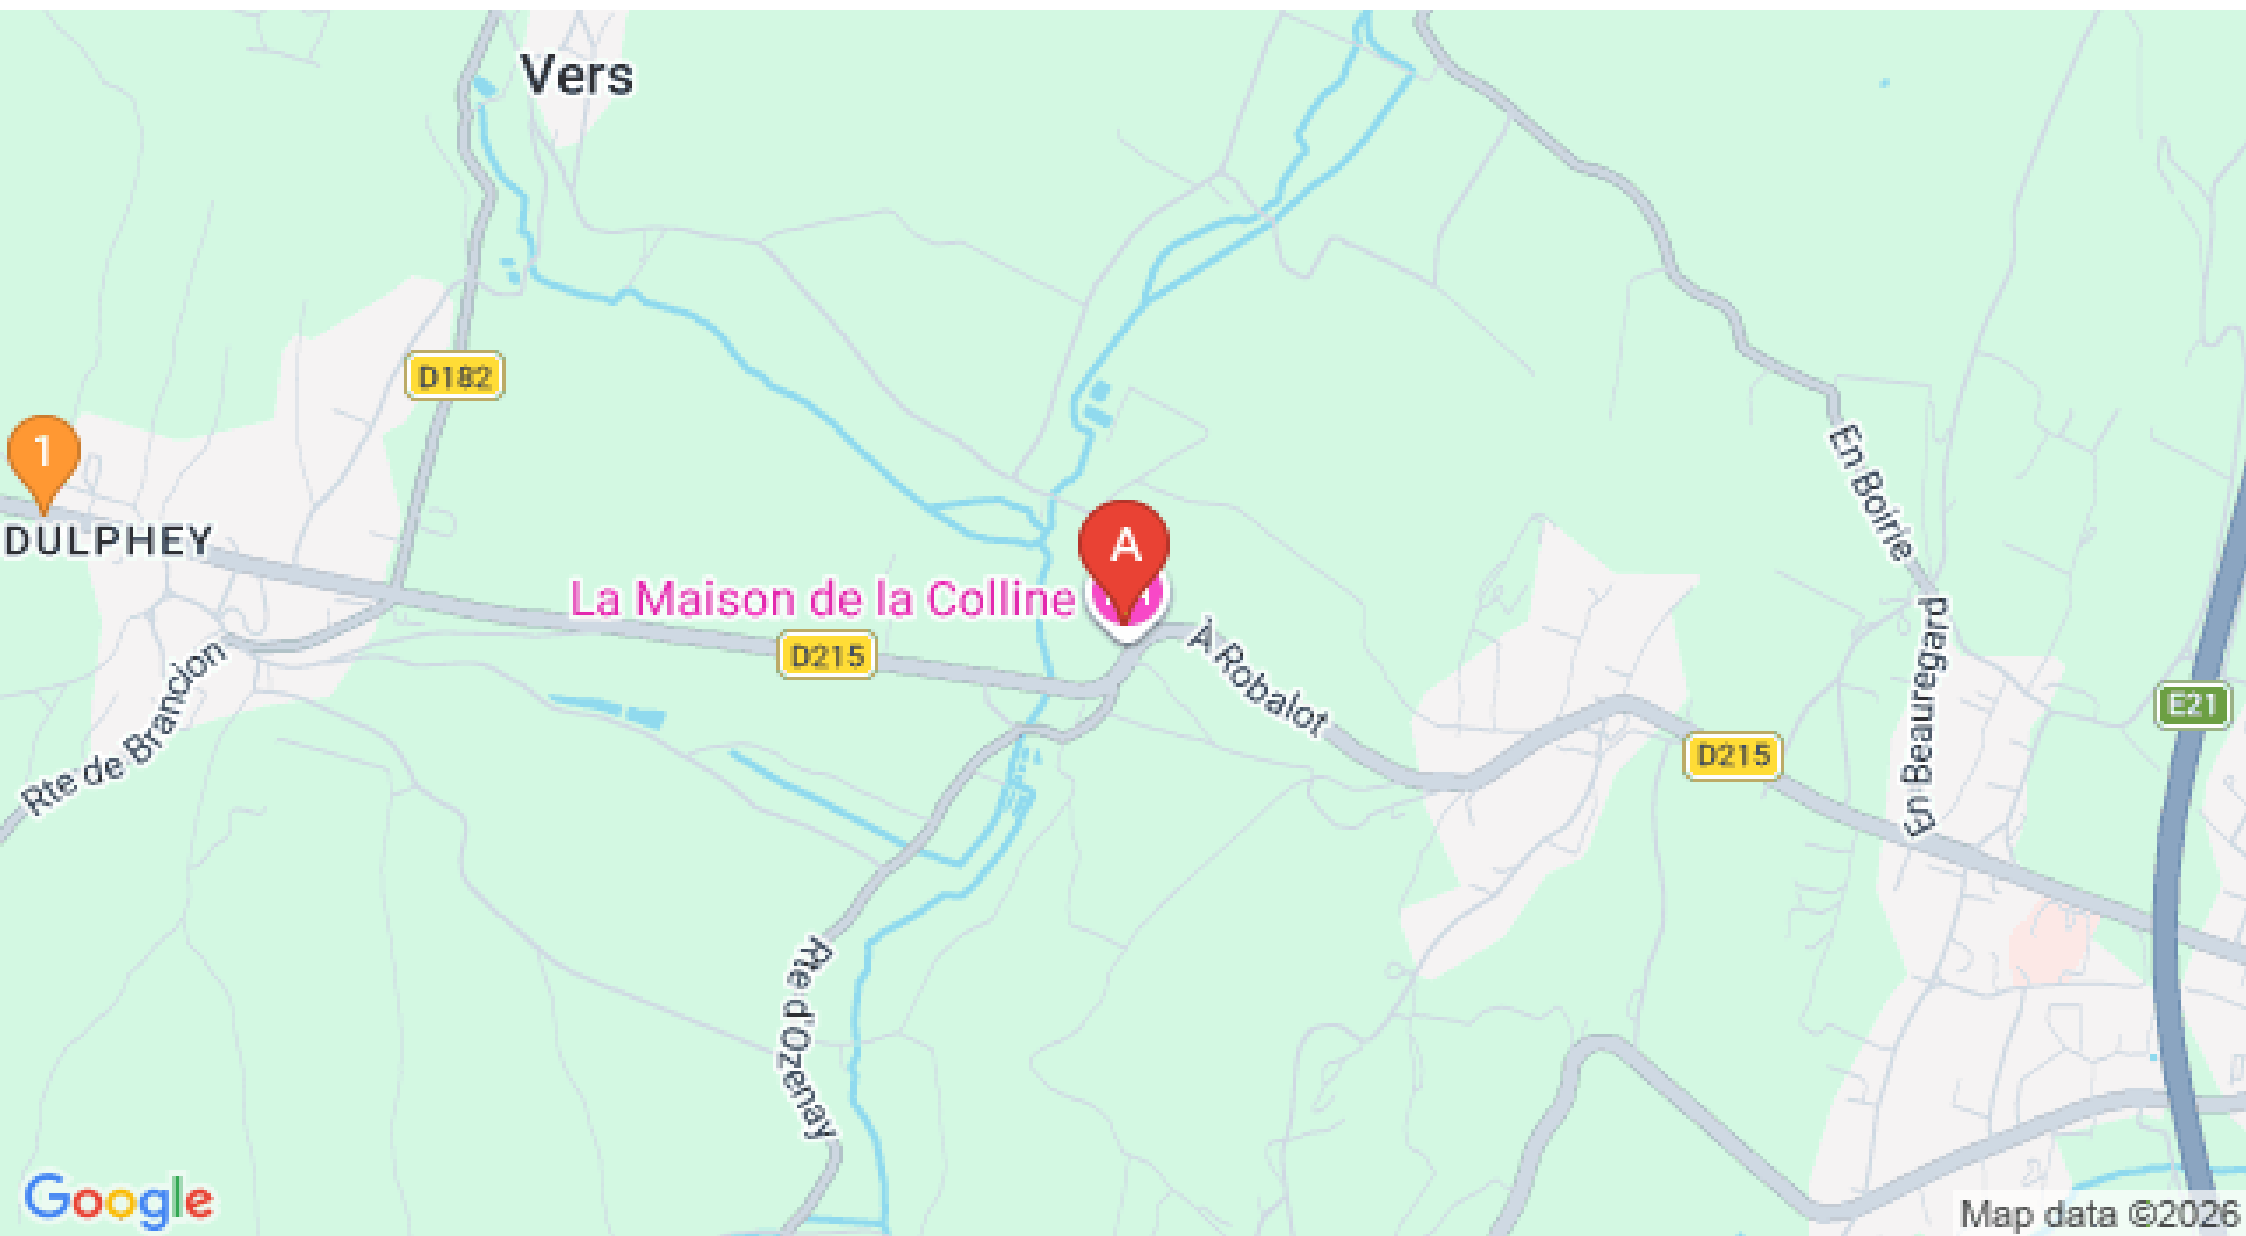 Vers
D182
1
DULPHEY
A
La Maison de la Colline
D215
À Robalot
Rte de Brancion
En Boirie
En Beauregard
E21
D215
Rte d'Ozenay
Google
Map data ©2026